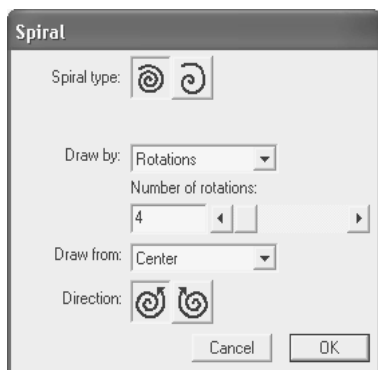 Spiral
Spiral type:
Draw by: Rotations
Number of rotations:
4
Draw from: Center
Direction:
Cancel OK